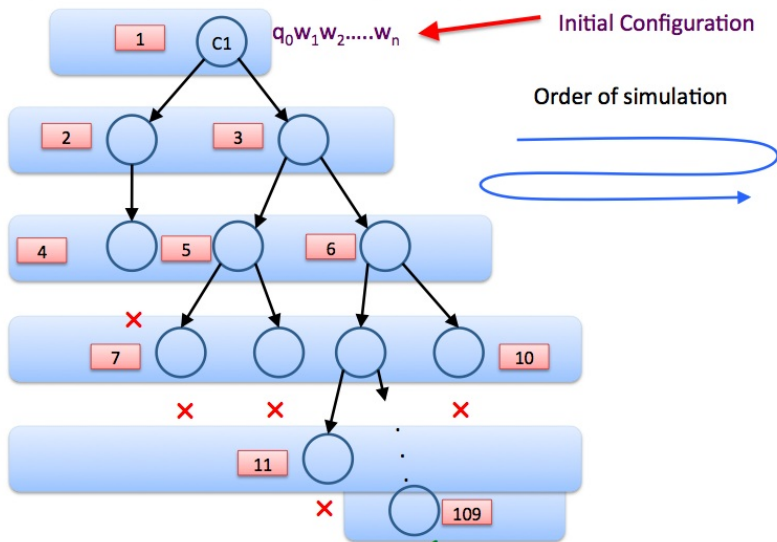 Initial Configuration
1
C1
q₀w₁w₂.....wₙ
Order of simulation
2
3
4
5
6
7
10
11
109